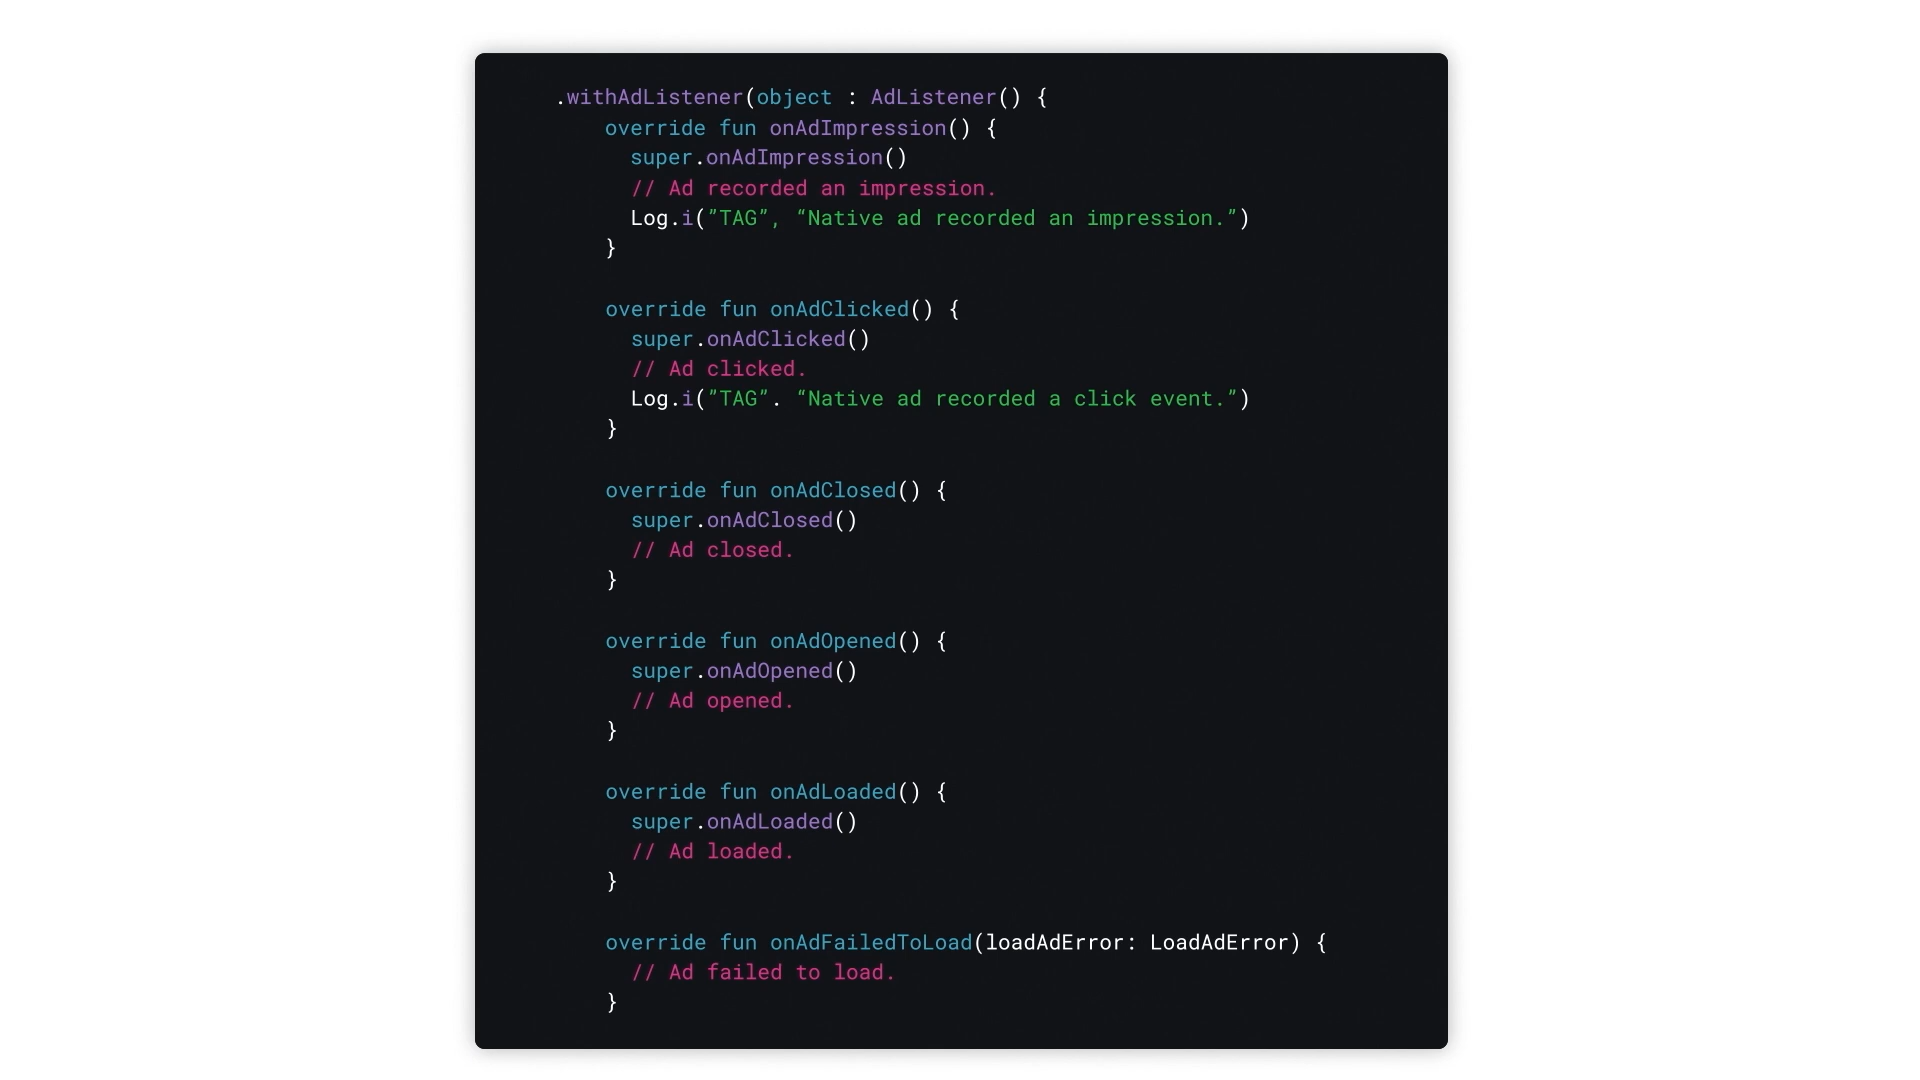 .withAdListener(object : AdListener() {
override fun onAdImpression() {
super.onAdImpression()
// Ad recorded an impression.
Log.i(”TAG”, “Native ad recorded an impression.”)
}
override fun onAdClicked() {
super.onAdClicked()
// Ad clicked.
Log.i(”TAG”. “Native ad recorded a click event.”)
}
override fun onAdClosed() {
super.onAdClosed()
// Ad closed.
}
override fun onAdOpened() {
super.onAdOpened()
// Ad opened.
}
override fun onAdLoaded() {
super.onAdLoaded()
// Ad loaded.
}
override fun onAdFailedToLoad(loadAdError: LoadAdError) {
// Ad failed to load.
}